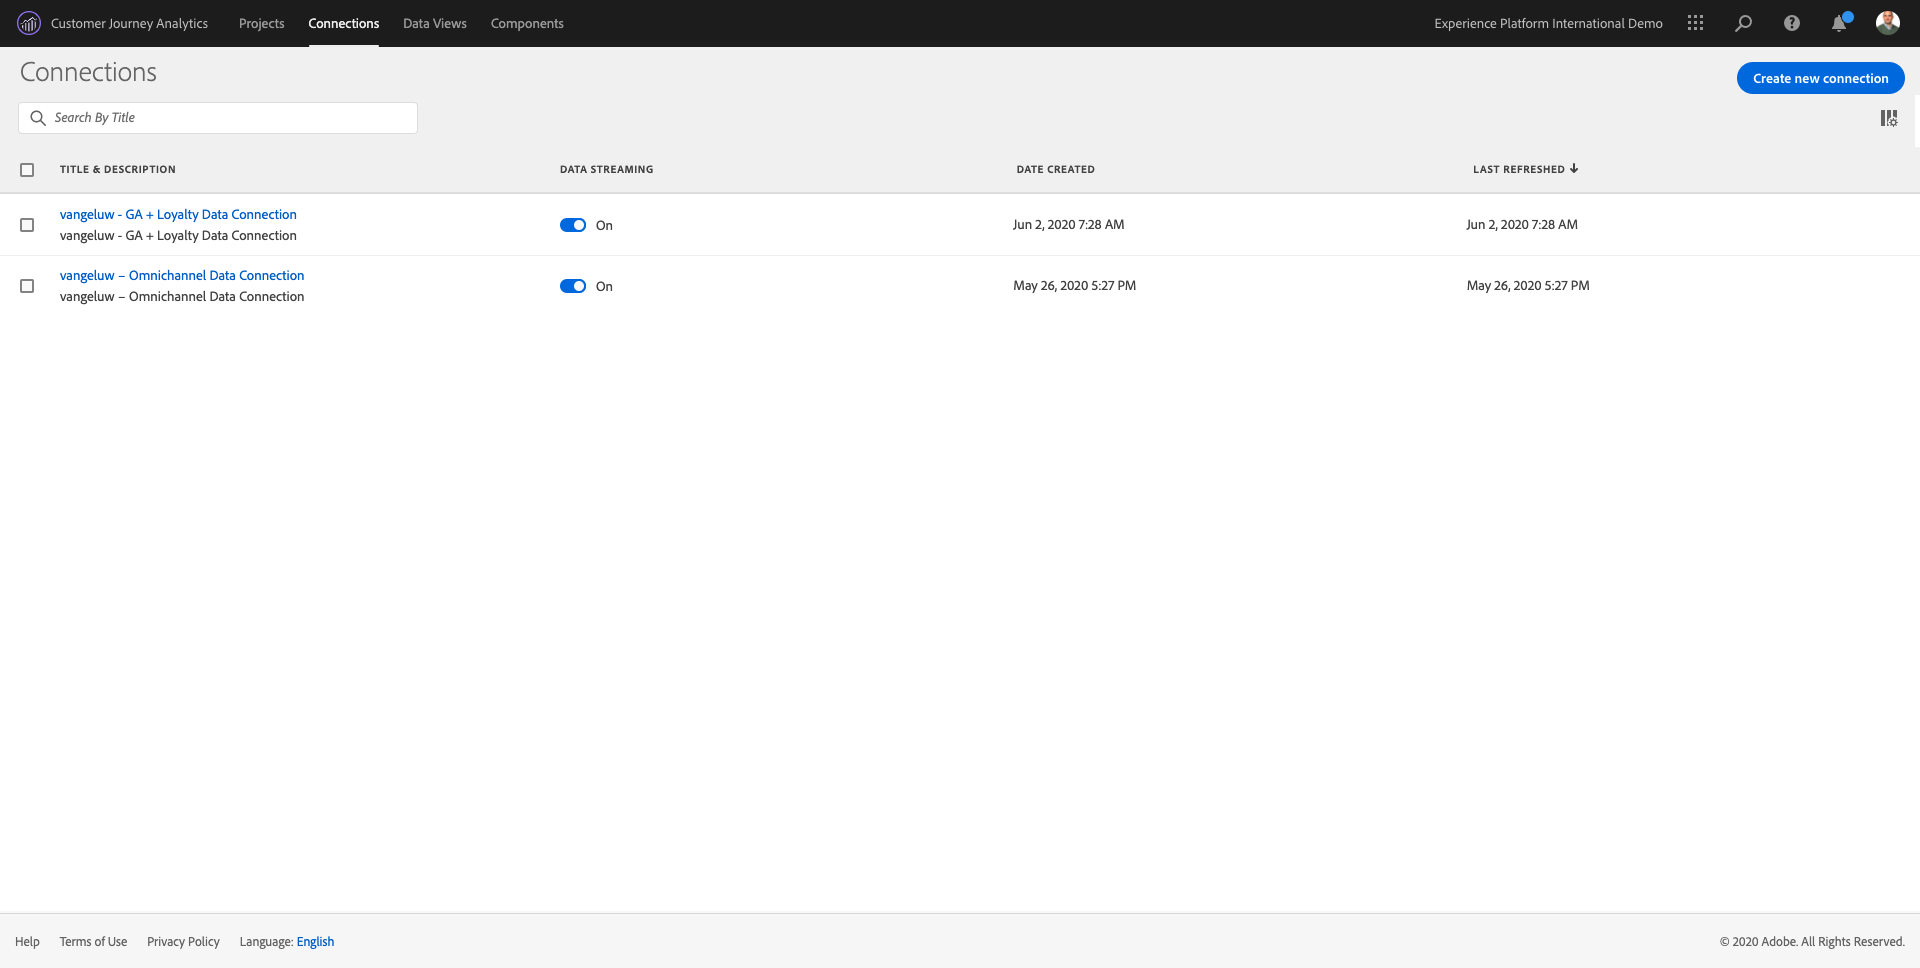 Customer Journey Analytics Projects Connections Data Views Components Experience Platform International Demo
Connections
Create new connection
Search By Title
TITLE & DESCRIPTION DATA STREAMING DATE CREATED LAST REFRESHED
vangeluw - GA + Loyalty Data Connection
vangeluw - GA + Loyalty Data Connection
On Jun 2, 2020 7:28 AM Jun 2, 2020 7:28 AM
vangeluw – Omnichannel Data Connection
vangeluw – Omnichannel Data Connection
On May 26, 2020 5:27 PM May 26, 2020 5:27 PM
Help Terms of Use Privacy Policy Language: English © 2020 Adobe. All Rights Reserved.